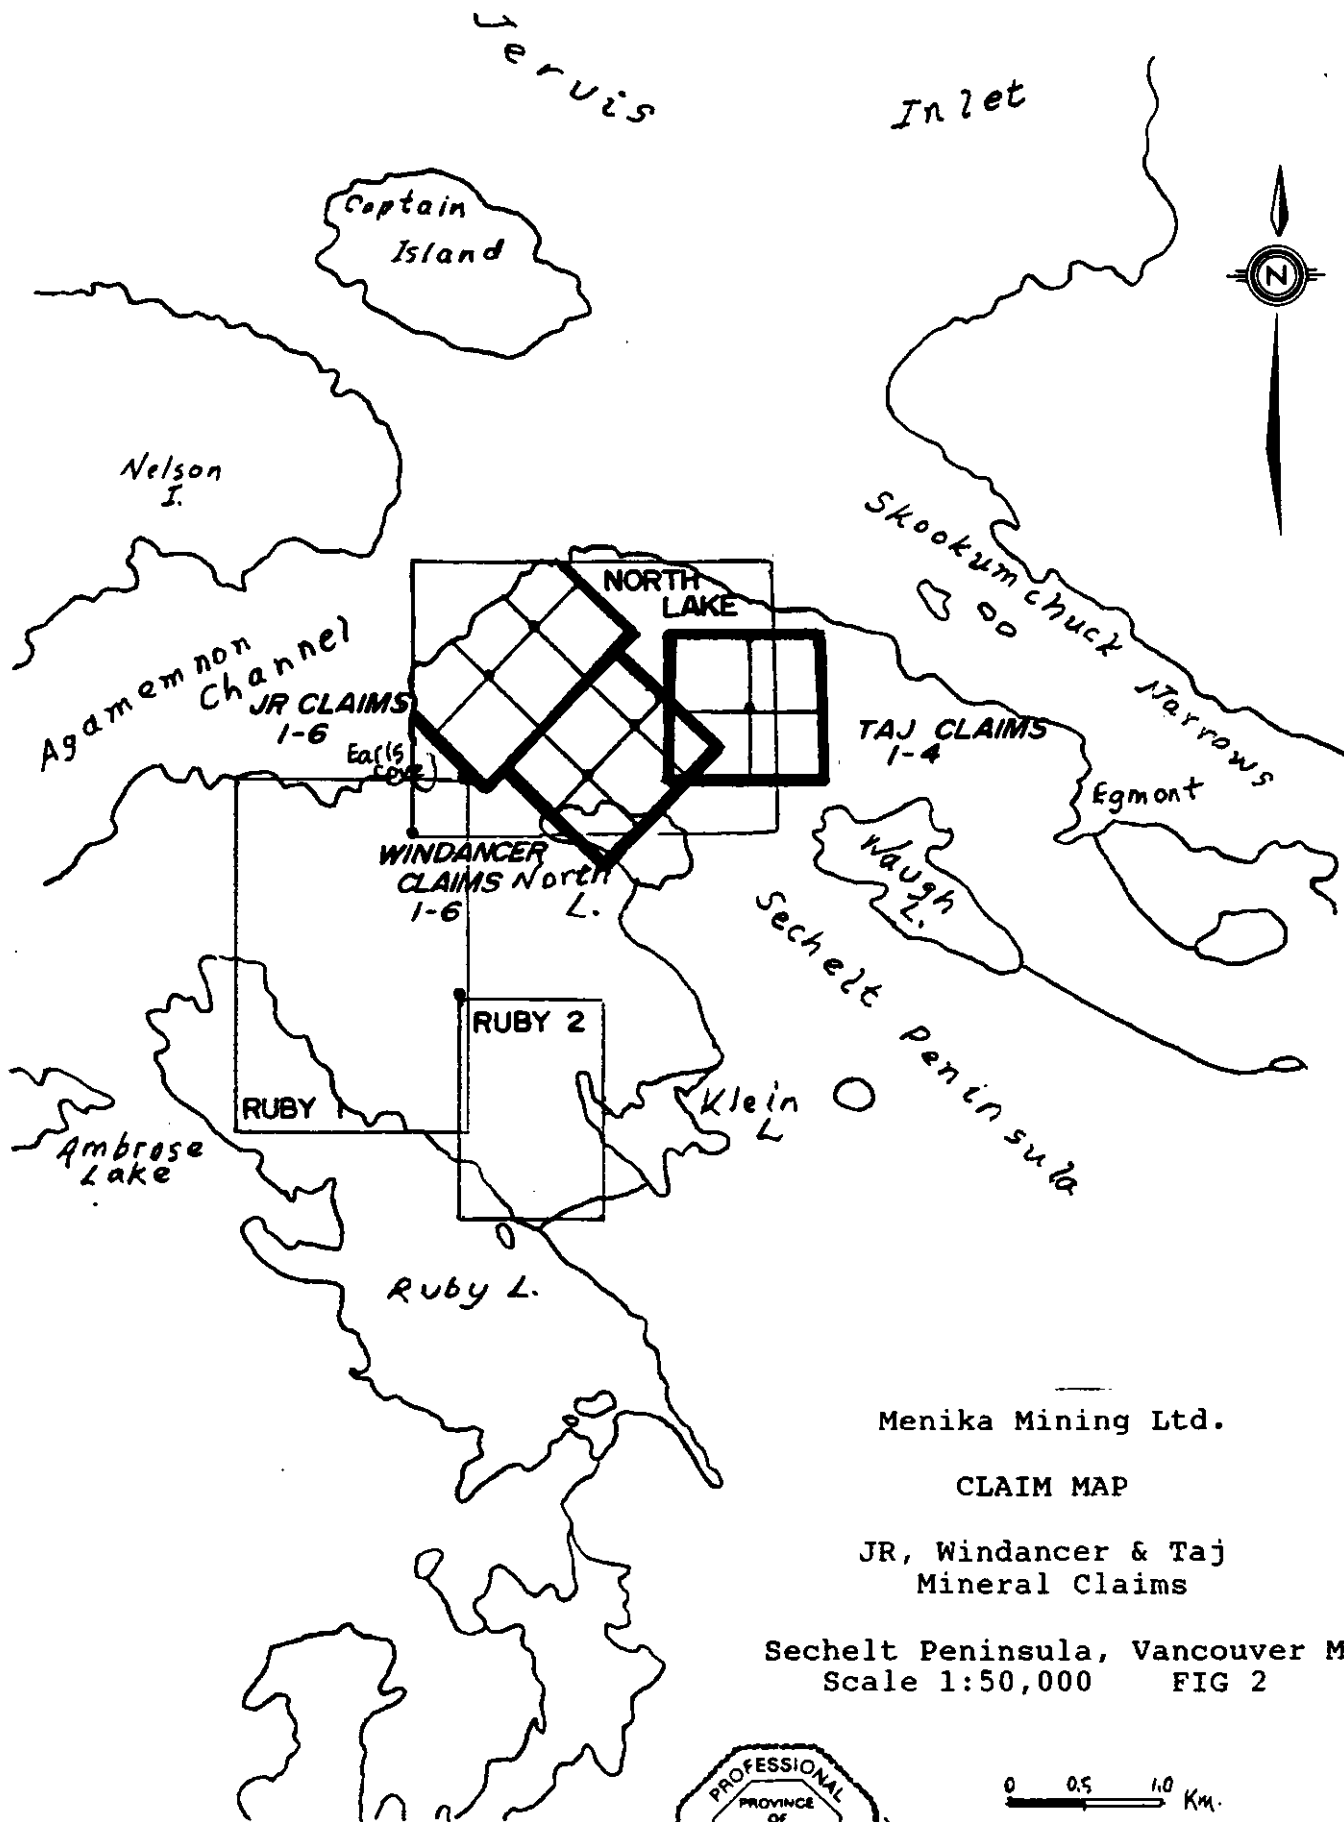 Jervis
Inlet
Captain
Island
N
Nelson
I.
Skookumchuck Narrows
NORTH
LAKE
Agamemnon
Channel
JR CLAIMS
1-6
Earls
Cove
TAJ CLAIMS
1-4
Egmont
WINDANCER
CLAIMS
1-6
North
L.
Waugh
L.
Sechelt Peninsula
RUBY 2
RUBY 1
Klein
L
Ambrose
Lake
Ruby L.
Menika Mining Ltd.
CLAIM MAP
JR, Windancer & Taj
Mineral Claims
Sechelt Peninsula, Vancouver M
Scale 1:50,000 FIG 2
PROFESSIONAL
PROVINCE
OF
0 0.5 1.0 Km.